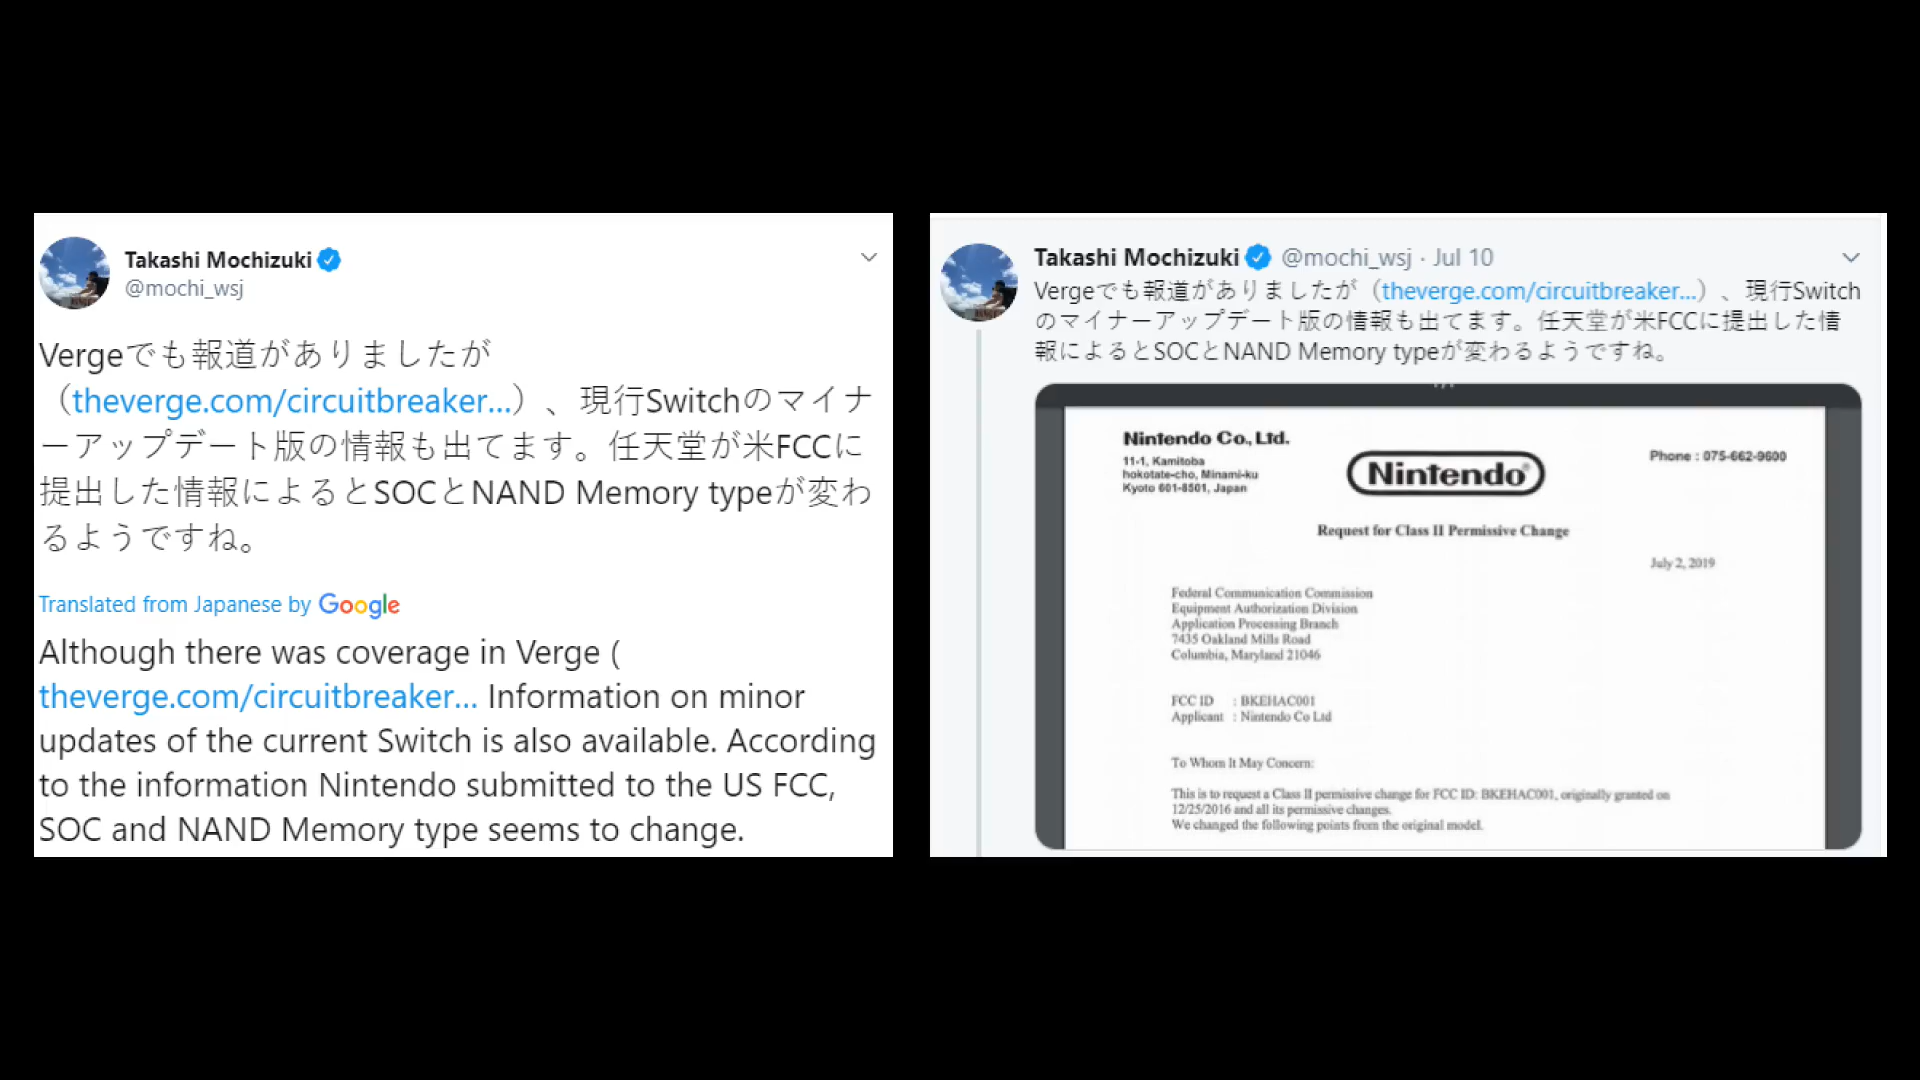 Takashi Mochizuki
@mochi_wsj
Vergeでも報道がありましたが
（theverge.com/circuitbreaker...）、現行Switchのマイナ
ーアップデート版の情報も出てます。任天堂が米FCCに
提出した情報によるとSOCとNAND Memory typeが変わ
るようですね。
Translated from Japanese by Google
Although there was coverage in Verge (
theverge.com/circuitbreaker... Information on minor
updates of the current Switch is also available. According
to the information Nintendo submitted to the US FCC,
SOC and NAND Memory type seems to change.
Takashi Mochizuki @mochi_wsj · Jul 10
Vergeでも報道がありましたが（theverge.com/circuitbreaker...）、現行Switch
のマイナーアップデート版の情報も出てます。任天堂が米FCCに提出した情
報によるとSOCとNAND Memory typeが変わるようですね。
Nintendo Co., Ltd.
11-1, Kamitoba
hokotate-cho, Minami-ku
Kyoto 601-8501, Japan
Nintendo®
Phone : 075-662-9600
Request for Class II Permissive Change
July 2, 2019
Federal Communication Commission
Equipment Authorization Division
Application Processing Branch
7435 Oakland Mills Road
Columbia, Maryland 21046
FCC ID : BKEHAC001
Applicant : Nintendo Co Ltd
To Whom It May Concern:
This is to request a Class II permissive change for FCC ID: BKEHAC001, originally granted on
12/25/2016 and all its permissive changes.
We changed the following points from the original model.